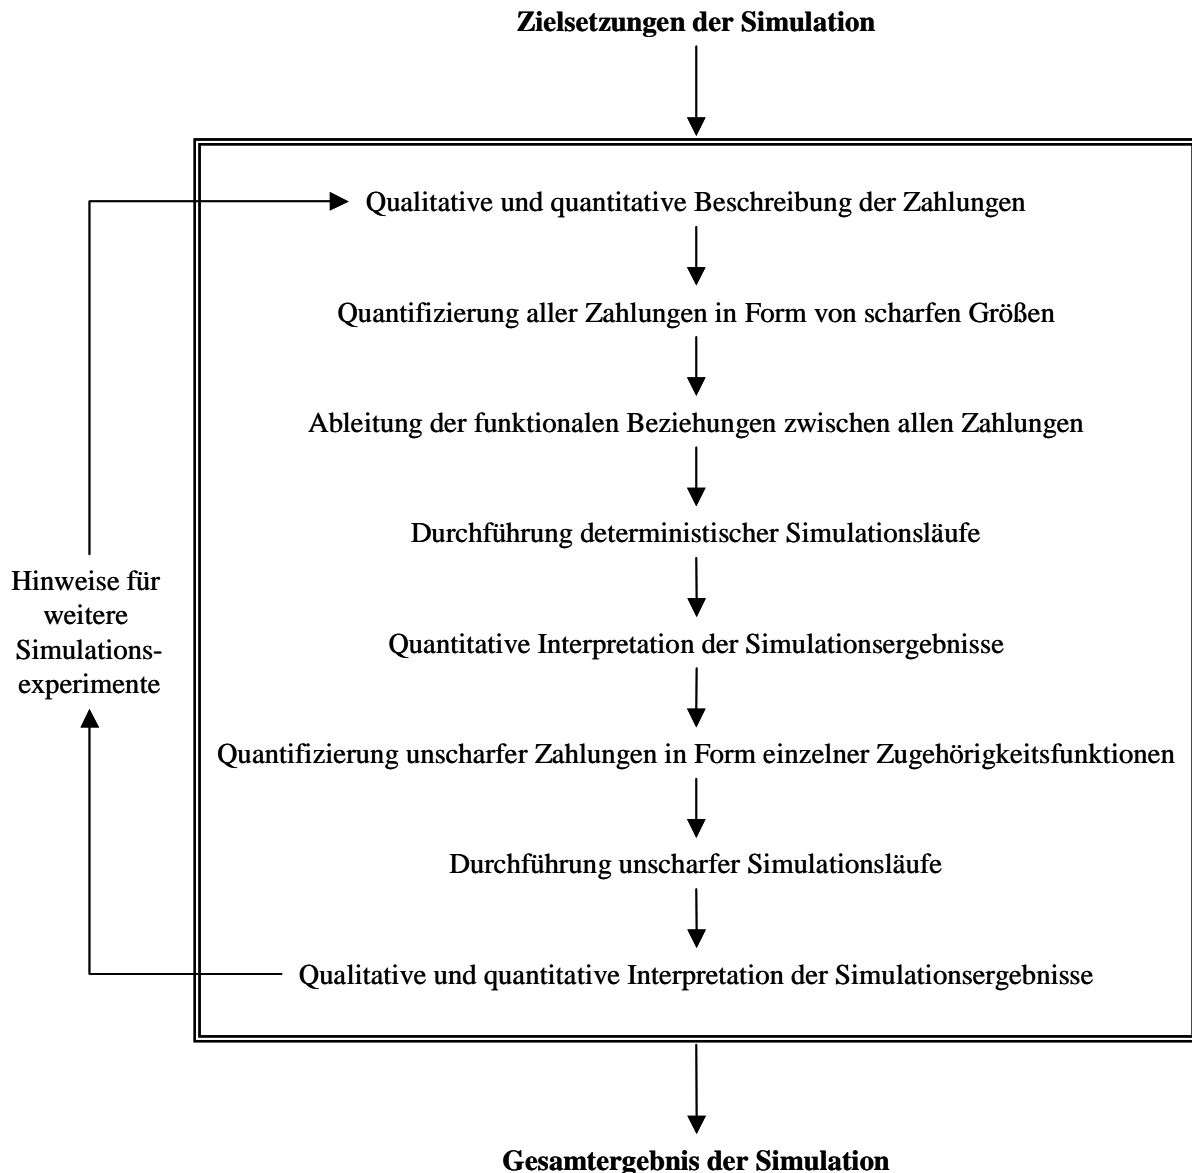 Zielsetzungen der Simulation
Qualitative und quantitative Beschreibung der Zahlungen
Quantifizierung aller Zahlungen in Form von scharfen Größen
Ableitung der funktionalen Beziehungen zwischen allen Zahlungen
Durchführung deterministischer Simulationsläufe
Hinweise für
weitere
Simulations-
experimente
Quantitative Interpretation der Simulationsergebnisse
Quantifizierung unscharfer Zahlungen in Form einzelner Zugehörigkeitsfunktionen
Durchführung unscharfer Simulationsläufe
Qualitative und quantitative Interpretation der Simulationsergebnisse
Gesamtergebnis der Simulation